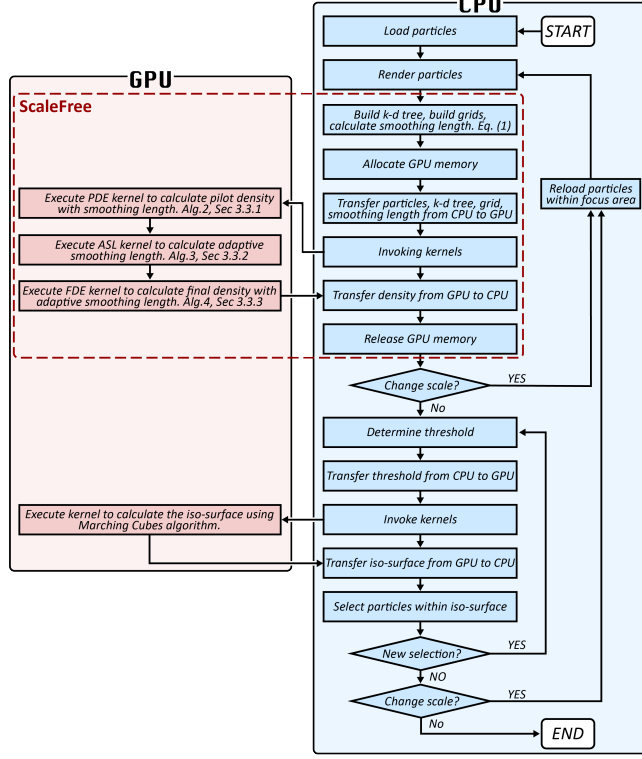 CPU
START
Load particles
Render particles
GPU
ScaleFree
Build k-d tree, build grids,
calculate smoothing length. Eq. (1)
Allocate GPU memory
Reload particles
within focus area
Execute PDE kernel to calculate pilot density
with smoothing length. Alg.2, Sec 3.3.1
Transfer particles, k-d tree, grid,
smoothing length from CPU to GPU
Execute ASL kernel to calculate adaptive
smoothing length. Alg.3, Sec 3.3.2
Invoking kernels
Execute FDE kernel to calculate final density with
adaptive smoothing length. Alg.4, Sec 3.3.3
Transfer density from GPU to CPU
Release GPU memory
Change scale?
YES
No
Determine threshold
Transfer threshold from CPU to GPU
Execute kernel to calculate the iso-surface using
Marching Cubes algorithm.
Invoke kernels
Transfer iso-surface from GPU to CPU
Select particles within iso-surface
New selection?
YES
NO
Change scale?
YES
No
END